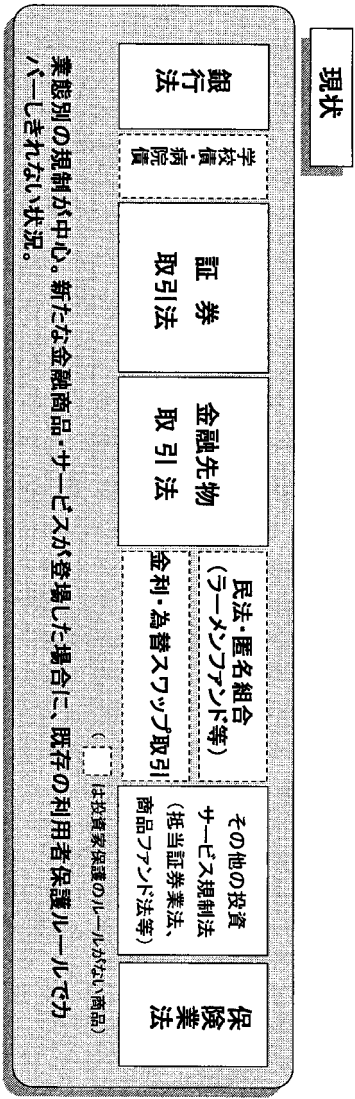 現状
銀行法
学校債・病院債
証券
取引法
金融先物
取引法
民法・匿名組合
(ラーメンファンド等)
金利・為替スワップ取引
その他の投資
サービス規制法
(抵当証券業法、
商品ファンド法等)
保険業法
( は投資家保護のルールがない商品)
業態別の規制が中心。新たな金融商品・サービスが登場した場合に、既存の利用者保護ルールでカ
バーしきれない状況。